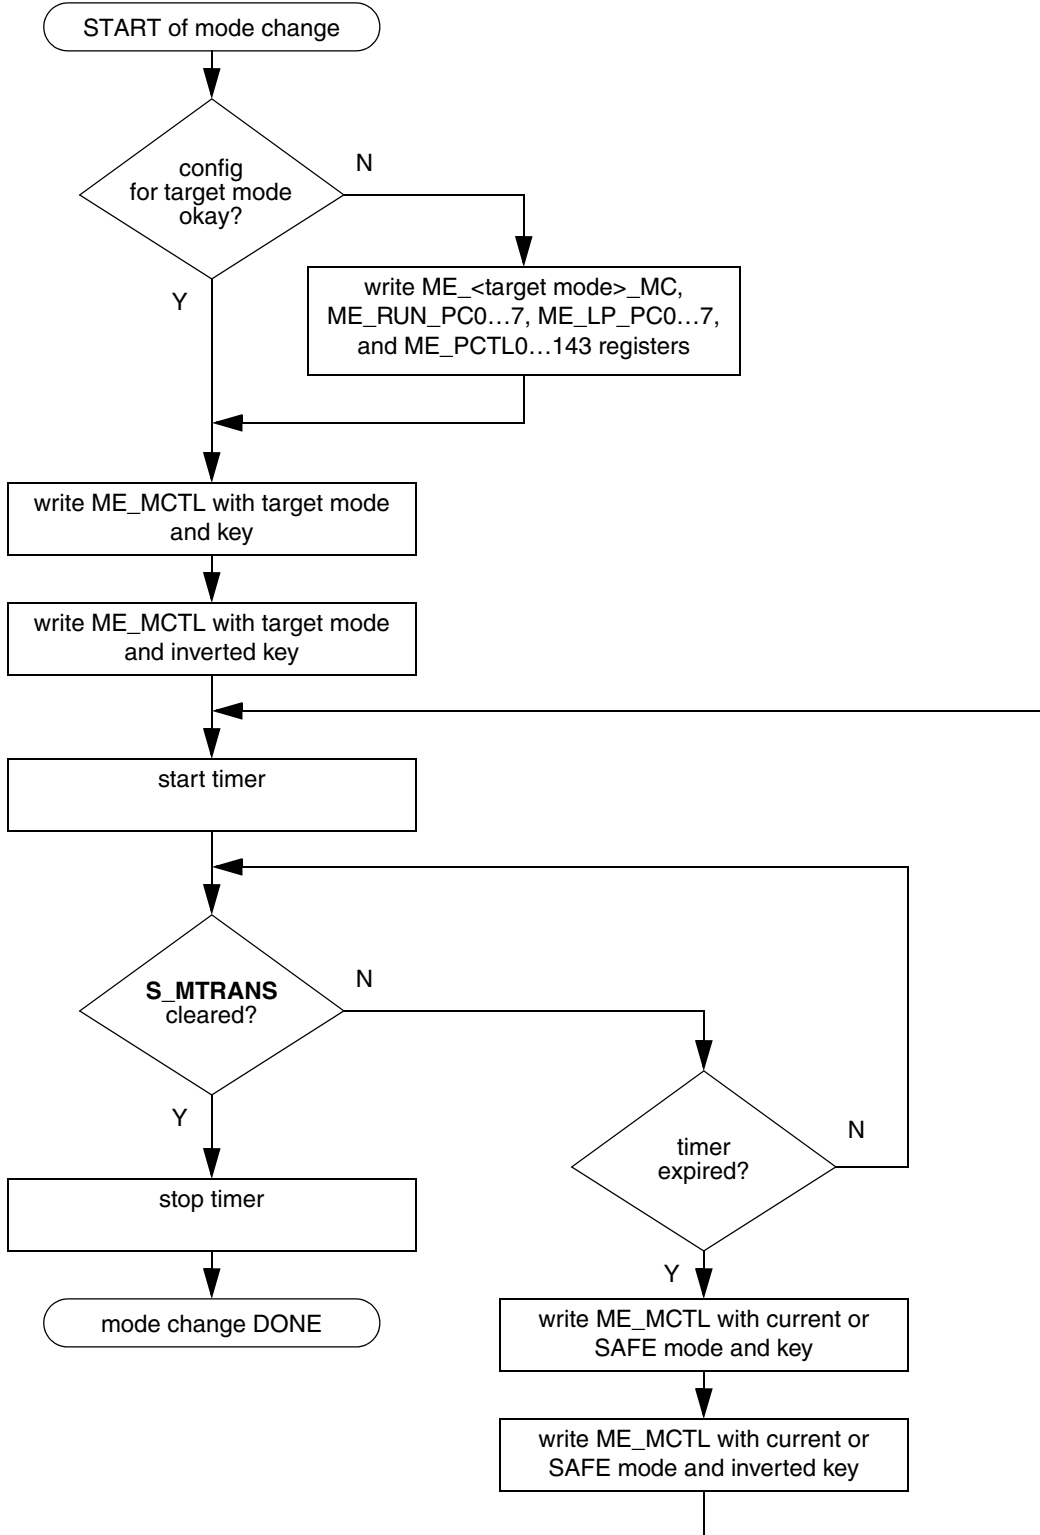 START of mode change
config
for target mode
okay?
N
Y
write ME_<target mode>_MC,
ME_RUN_PC0…7, ME_LP_PC0…7,
and ME_PCTL0…143 registers
write ME_MCTL with target mode
and key
write ME_MCTL with target mode
and inverted key
start timer
S_MTRANS
cleared?
N
Y
timer
expired?
N
Y
stop timer
mode change DONE
write ME_MCTL with current or
SAFE mode and key
write ME_MCTL with current or
SAFE mode and inverted key